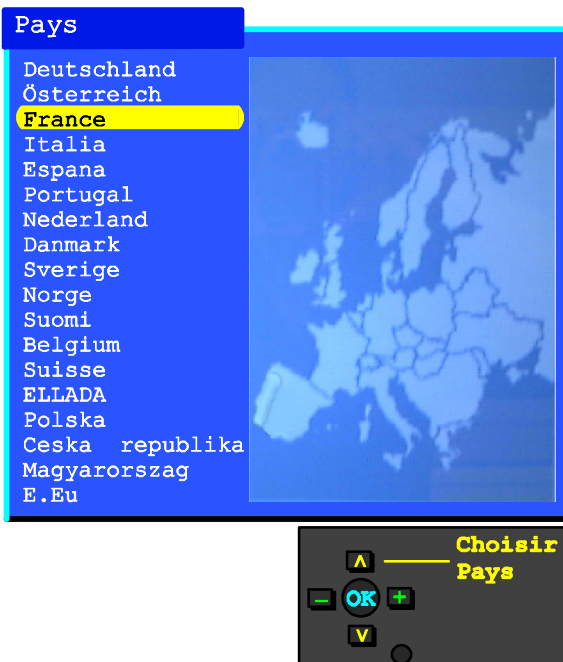 Pays
Deutschland
Österreich
France
Italia
Espana
Portugal
Nederland
Danmark
Sverige
Norge
Suomi
Belgium
Suisse
ELLADA
Polska
Ceska republika
Magyarorszag
E.Eu
Choisir
Pays
OK